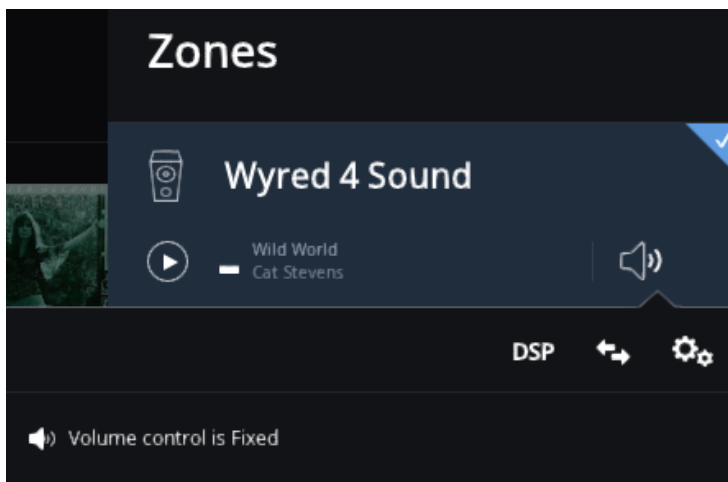 Zones
Wyred 4 Sound
Wild World
Cat Stevens
DSP
Volume control is Fixed